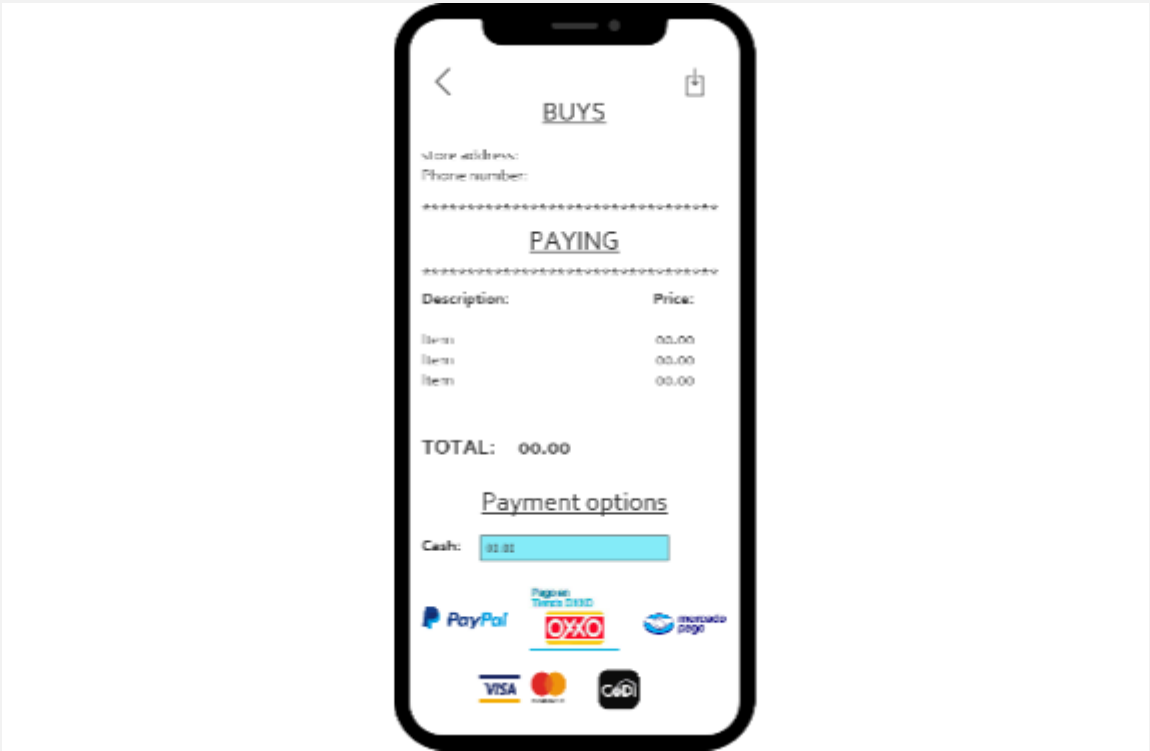 BUYS
store address:
Phone number:
*********************************
PAYING
*********************************
Description: Price:
Item 00.00
Item 00.00
Item 00.00
TOTAL: 00.00
Payment options
Cash: 00.00
Pago en
Tienda OXXO
PayPal OXXO mercado
pago
VISA CoDi